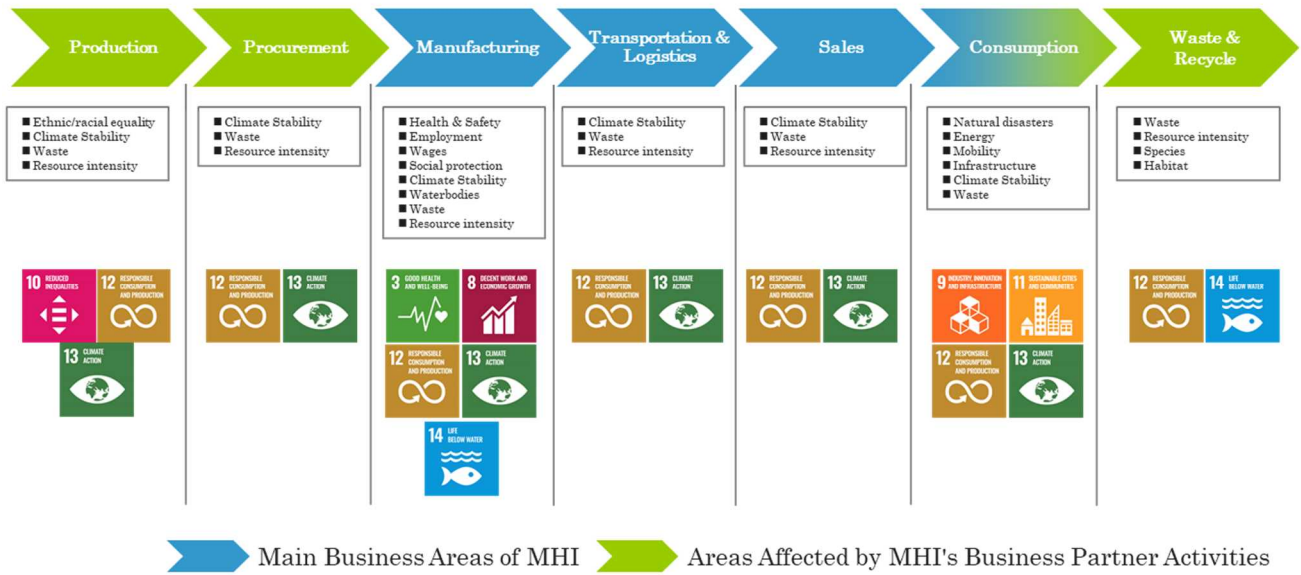 Production
Procurement
Manufacturing
Transportation &
Logistics
Sales
Consumption
Waste &
Recycle
■ Ethnic/racial equality
■ Climate Stability
■ Waste
■ Resource intensity
■ Climate Stability
■ Waste
■ Resource intensity
■ Health & Safety
■ Employment
■ Wages
■ Social protection
■ Climate Stability
■ Waterbodies
■ Waste
■ Resource intensity
■ Climate Stability
■ Waste
■ Resource intensity
■ Climate Stability
■ Waste
■ Resource intensity
■ Natural disasters
■ Energy
■ Mobility
■ Infrastructure
■ Climate Stability
■ Waste
■ Waste
■ Resource intensity
■ Species
■ Habitat
10 REDUCED
INEQUALITIES
12 RESPONSIBLE
CONSUMPTION
AND PRODUCTION
13 CLIMATE
ACTION
12 RESPONSIBLE
CONSUMPTION
AND PRODUCTION
13 CLIMATE
ACTION
3 GOOD HEALTH
AND WELL-BEING
8 DECENT WORK AND
ECONOMIC GROWTH
12 RESPONSIBLE
CONSUMPTION
AND PRODUCTION
13 CLIMATE
ACTION
14 LIFE
BELOW WATER
12 RESPONSIBLE
CONSUMPTION
AND PRODUCTION
13 CLIMATE
ACTION
12 RESPONSIBLE
CONSUMPTION
AND PRODUCTION
13 CLIMATE
ACTION
9 INDUSTRY, INNOVATION
AND INFRASTRUCTURE
11 SUSTAINABLE CITIES
AND COMMUNITIES
12 RESPONSIBLE
CONSUMPTION
AND PRODUCTION
13 CLIMATE
ACTION
12 RESPONSIBLE
CONSUMPTION
AND PRODUCTION
14 LIFE
BELOW WATER
Main Business Areas of MHI
Areas Affected by MHI's Business Partner Activities